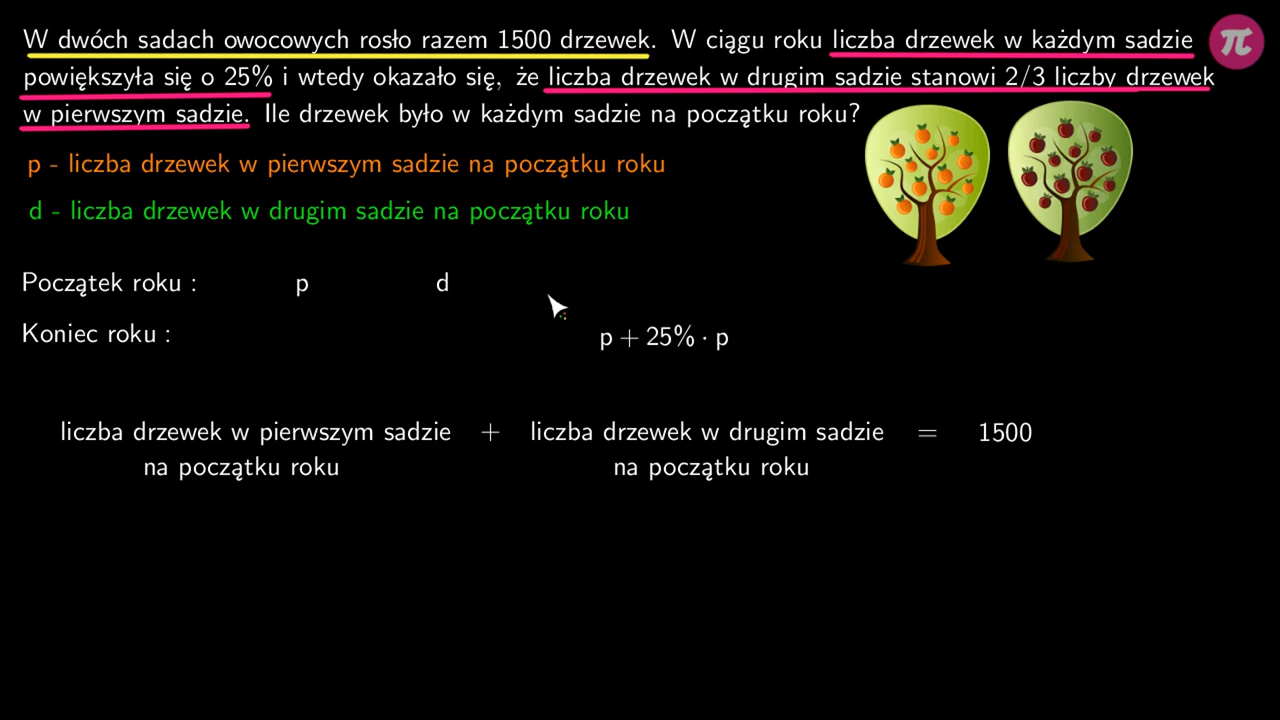 W dwóch sadach owocowych rosło razem 1500 drzewek. W ciągu roku liczba drzewek w każdym sadzie
powiększyła się o 25% i wtedy okazało się, że liczba drzewek w drugim sadzie stanowi 2/3 liczby drzewek
w pierwszym sadzie. Ile drzewek było w każdym sadzie na początku roku?
p - liczba drzewek w pierwszym sadzie na początku roku
d - liczba drzewek w drugim sadzie na początku roku
Początek roku : p d
Koniec roku : p + 25% · p
liczba drzewek w pierwszym sadzie + liczba drzewek w drugim sadzie = 1500
na początku roku na początku roku
π